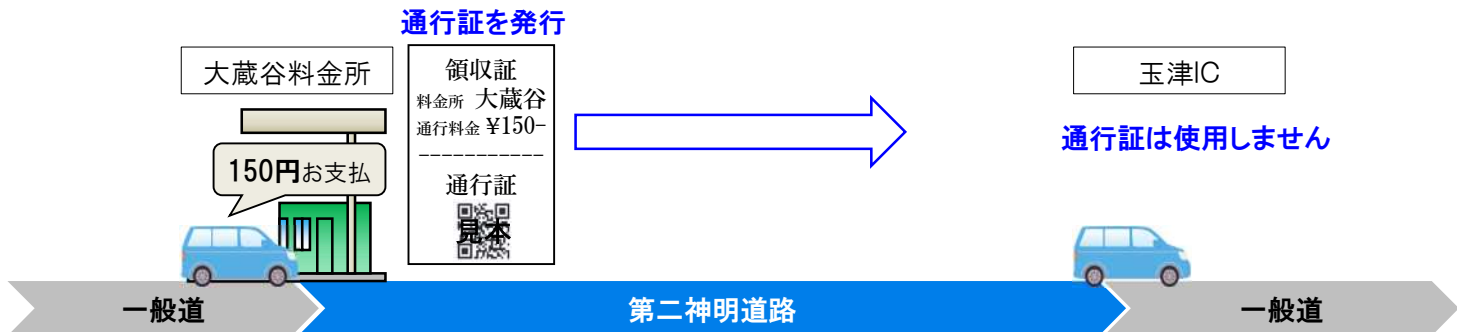 通行証を発行
大蔵谷料金所
領収証
料金所 大蔵谷
通行料金 ¥150-
-----------
通行証
見本
150円お支払
玉津IC
通行証は使用しません
一般道
第二神明道路
一般道